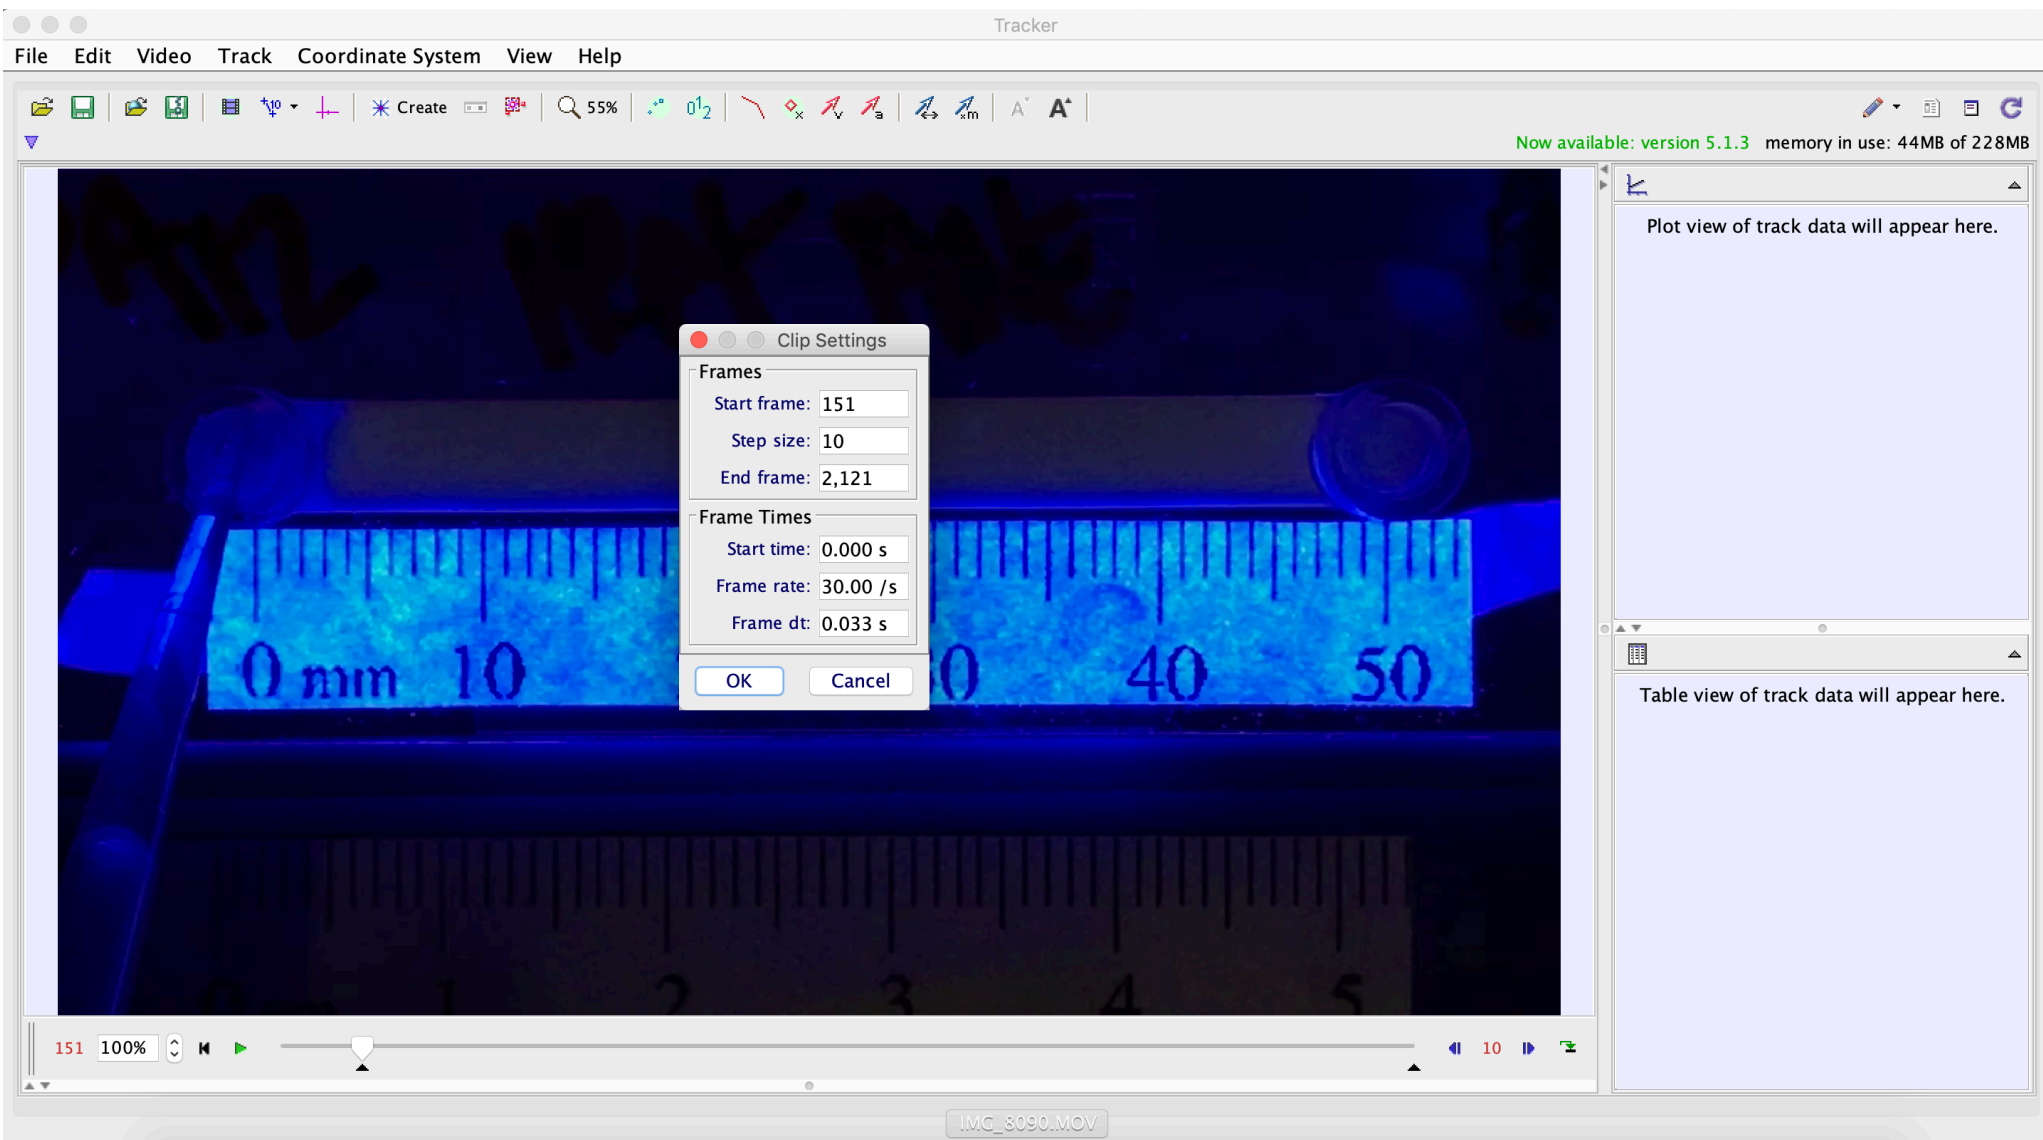 Tracker
File Edit Video Track Coordinate System View Help
Create 55%
Now available: version 5.1.3 memory in use: 44MB of 228MB
Plot view of track data will appear here.
Clip Settings
Frames
Start frame: 151
Step size: 10
End frame: 2,121
Frame Times
Start time: 0.000 s
Frame rate: 30.00 /s
Frame dt: 0.033 s
OK Cancel
0 mm 10 30 40 50
Table view of track data will appear here.
1 2 3 4 5
151 100% 10
IMG_8090.MOV